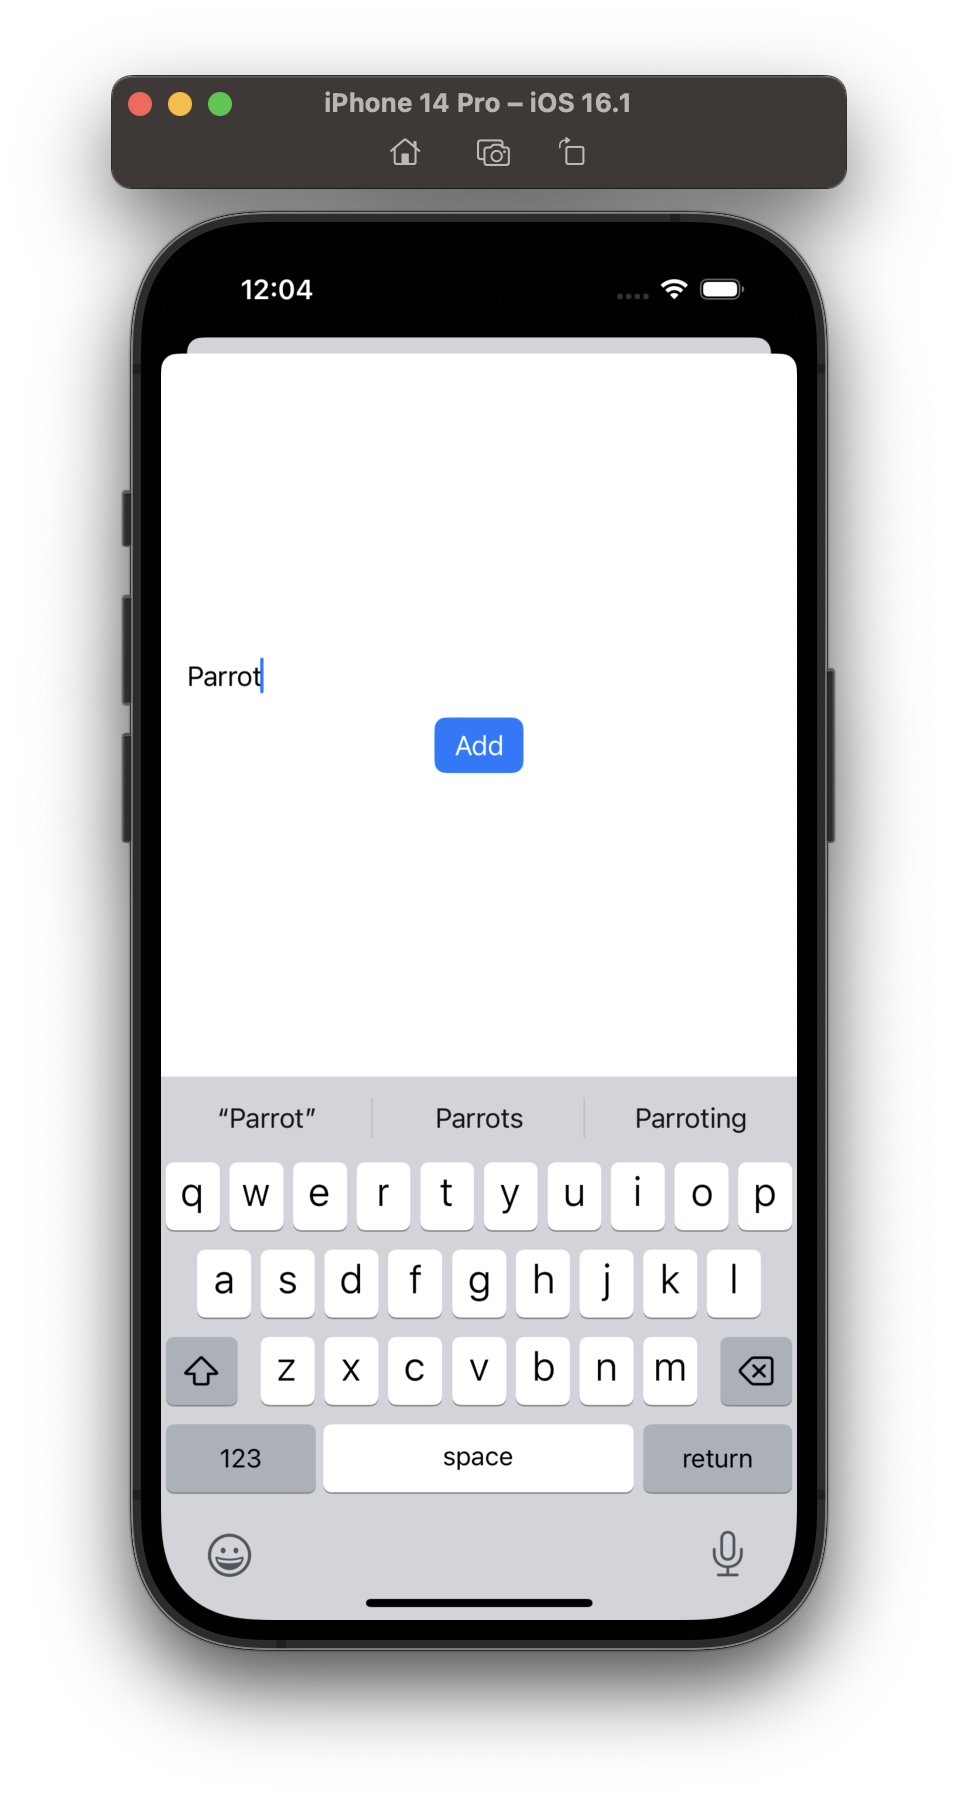 iPhone 14 Pro – iOS 16.1
12:04
Parrot
Add
“Parrot” Parrots Parroting
q w e r t y u i o p
a s d f g h j k l
z x c v b n m
123 space return